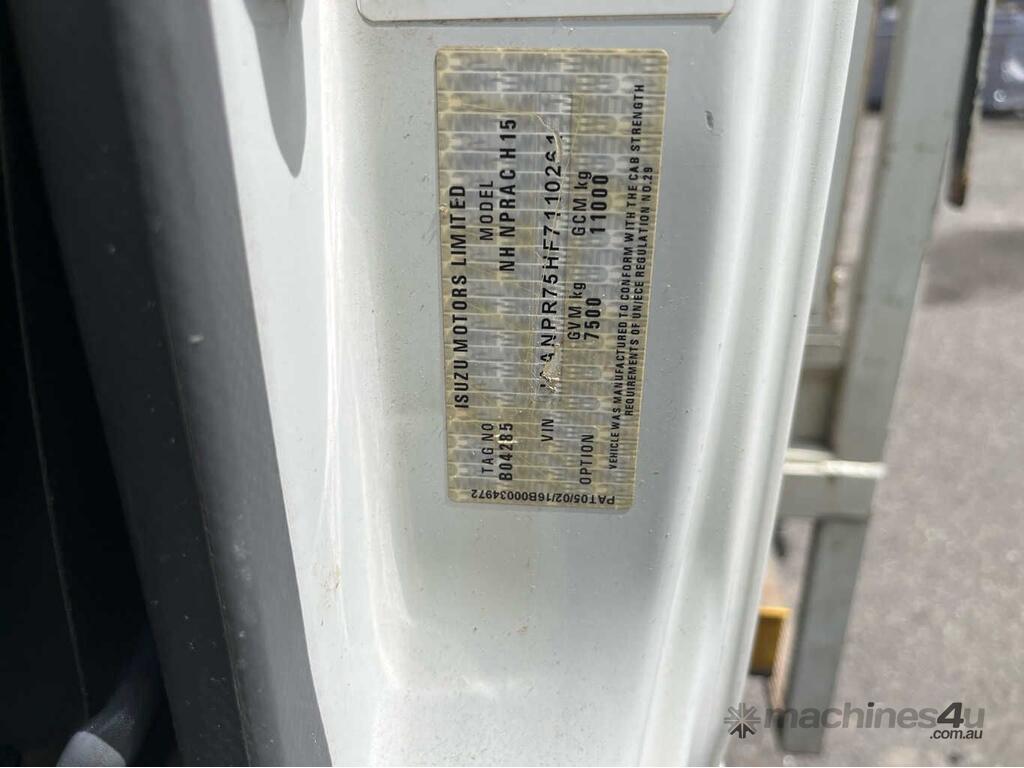 ISUZU MOTORS LIMITED
TAG NO MODEL
B04285 NH NPRAC H15
VIN
GVM kg GCM kg
OPTION 7500 11000
VEHICLE WAS MANUFACTURED TO CONFORM WITH THE CAB STRENGTH
REQUIREMENTS OF UN/ECE REGULATION NO.29
PAT05/02/16B00034972
machines4u
.com.au